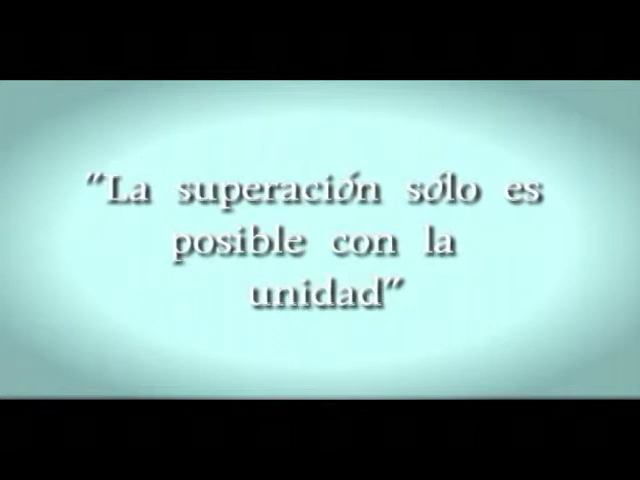 “La superación sólo es
posible con la
unidad”